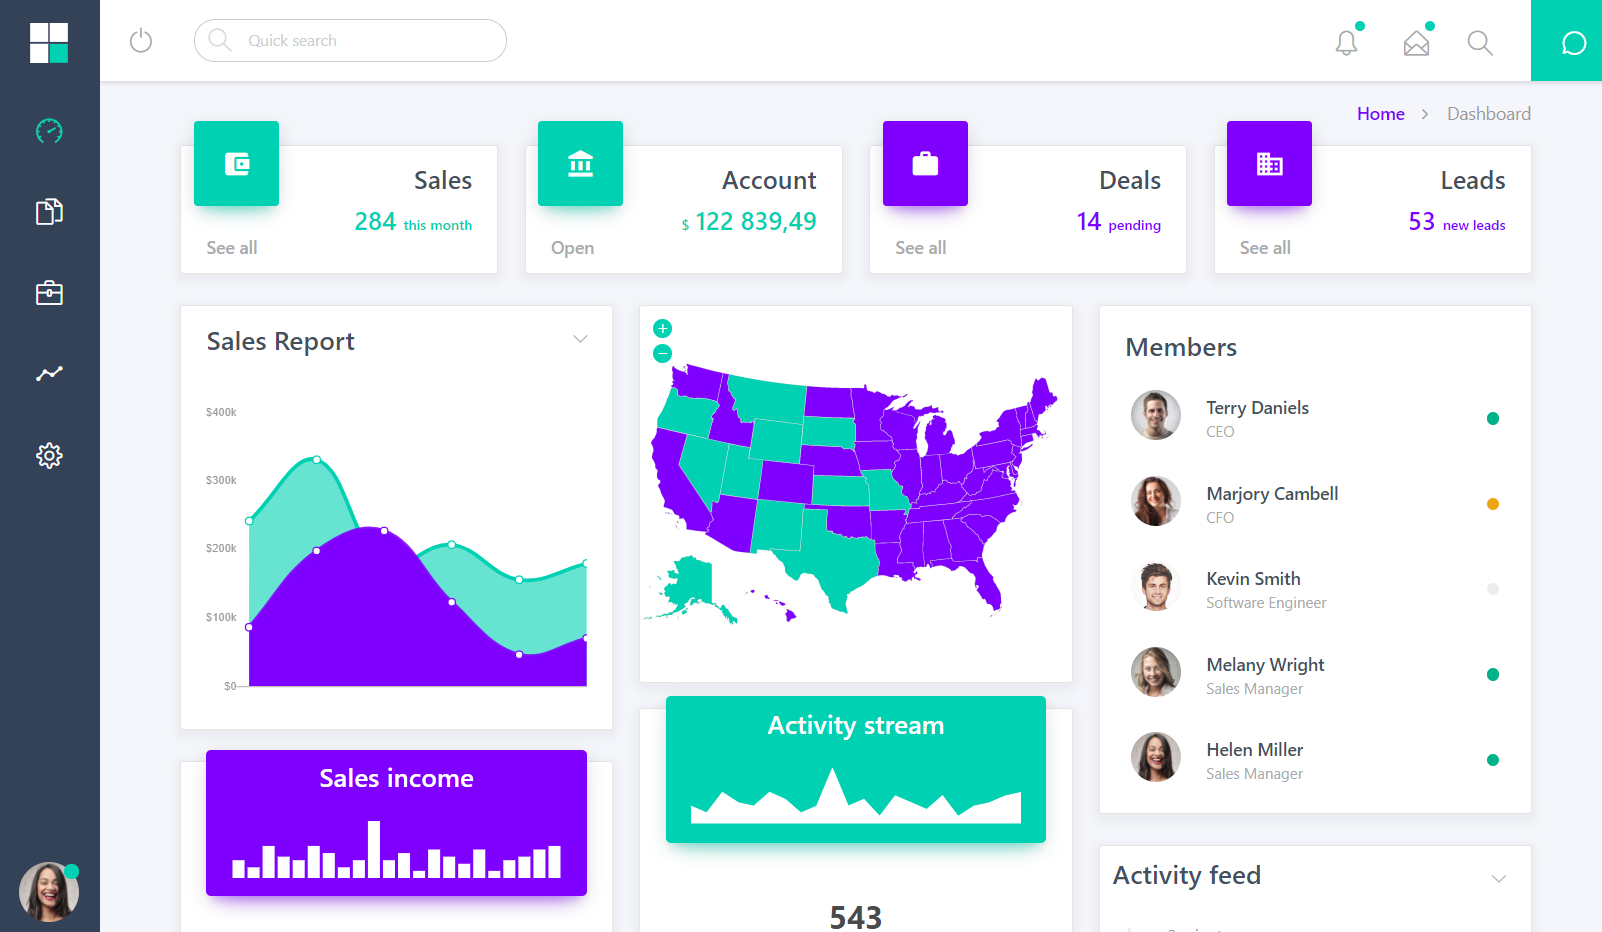 Quick search
Home > Dashboard
Sales
284 this month
See all
Account
$ 122 839,49
Open
Deals
14 pending
See all
Leads
53 new leads
See all
Sales Report
$400k
$300k
$200k
$100k
$0
Sales income
Activity stream
543
Members
Terry Daniels
CEO
Marjory Cambell
CFO
Kevin Smith
Software Engineer
Melany Wright
Sales Manager
Helen Miller
Sales Manager
Activity feed